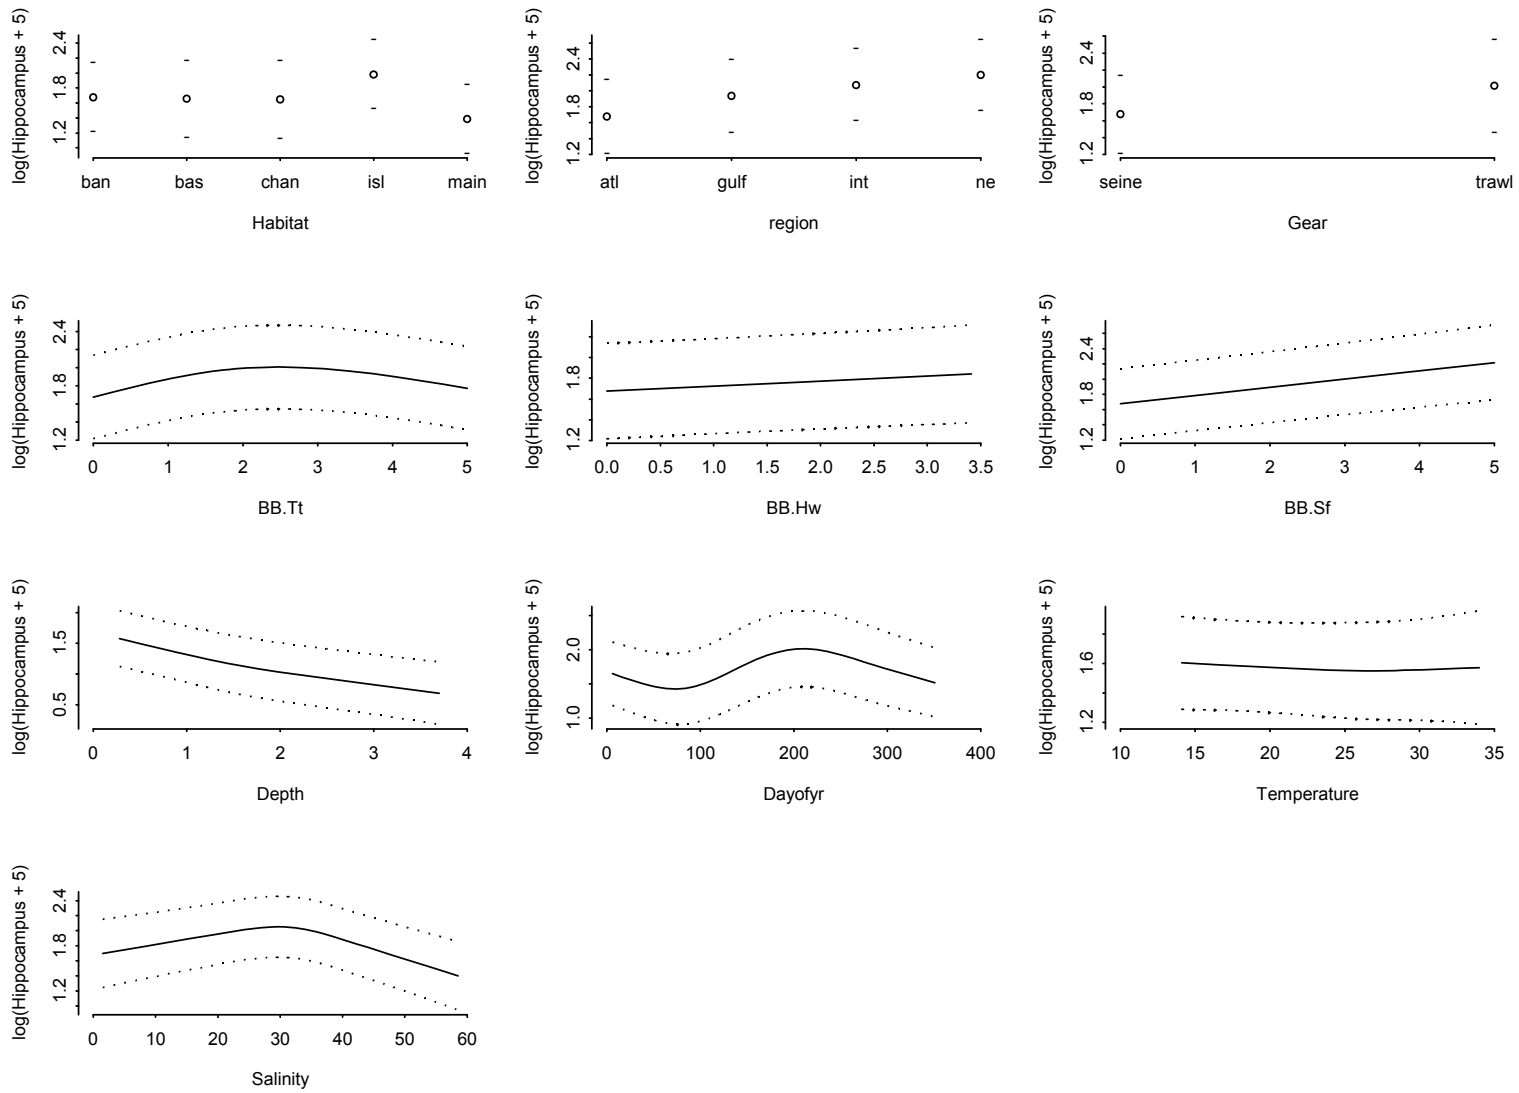 log(Hippocampus + 5)
2.4
1.8
1.2
ban bas chan isl main
Habitat
log(Hippocampus + 5)
2.4
1.8
1.2
atl gulf int ne
region
log(Hippocampus + 5)
2.4
1.8
1.2
seine trawl
Gear
log(Hippocampus + 5)
2.4
1.8
1.2
0 1 2 3 4 5
BB.Tt
log(Hippocampus + 5)
1.8
1.2
0.0 0.5 1.0 1.5 2.0 2.5 3.0 3.5
BB.Hw
log(Hippocampus + 5)
2.4
1.8
1.2
0 1 2 3 4 5
BB.Sf
log(Hippocampus + 5)
1.5
0.5
0 1 2 3 4
Depth
log(Hippocampus + 5)
2.0
1.0
0 100 200 300 400
Dayofyr
log(Hippocampus + 5)
1.6
1.2
10 15 20 25 30 35
Temperature
log(Hippocampus + 5)
2.4
1.8
1.2
0 10 20 30 40 50 60
Salinity